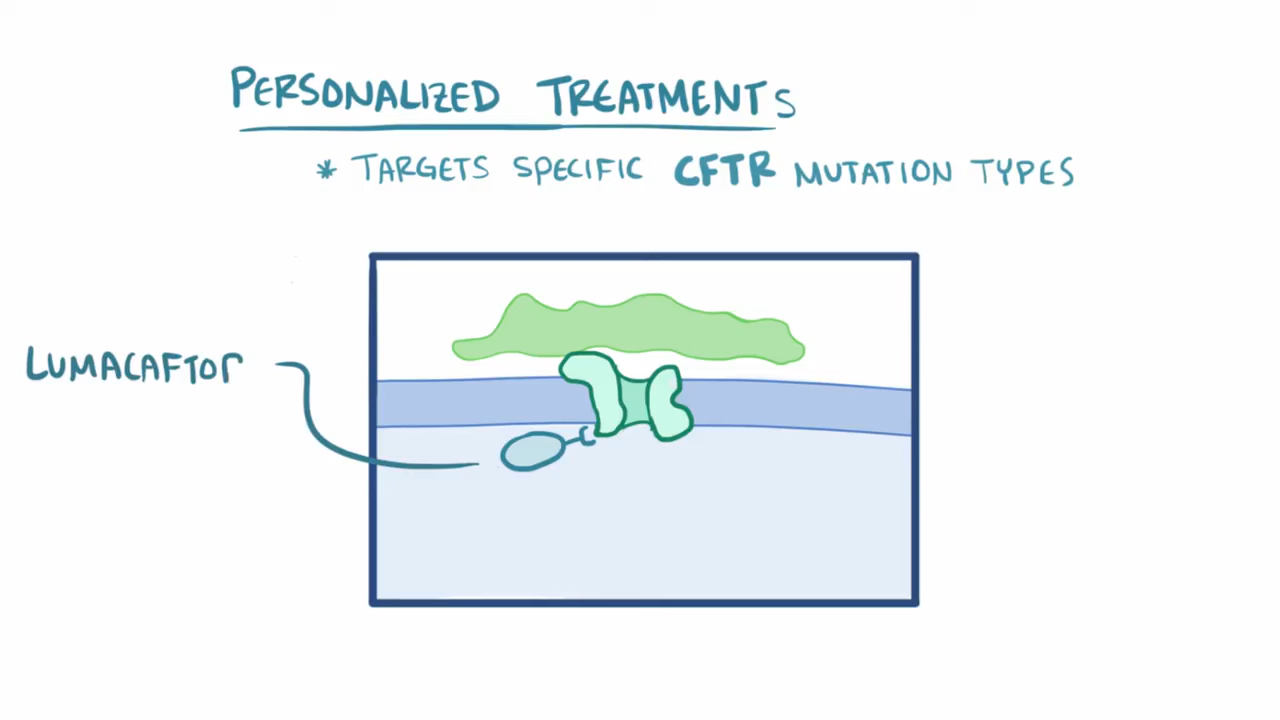 PERSONALIZED TREATMENTS
* TARGETS SPECIFIC CFTR MUTATION TYPES
LUMACAFTOR